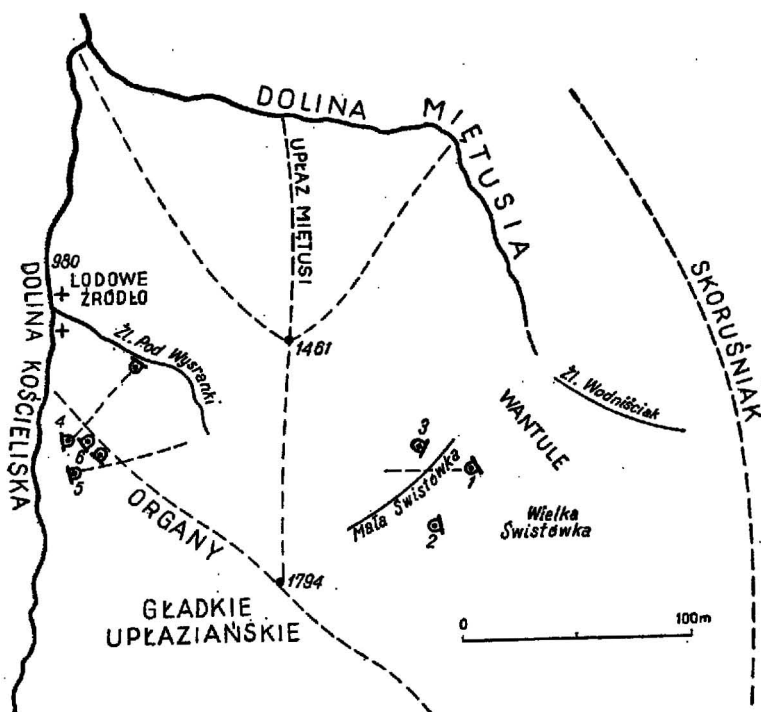 DOLINA
MIĘTUSIA
UPŁAZ MIĘTUSI
SKORUŚNIAK
980
LODOWE
ŹRÓDŁO
DOLINA KOŚCIELISKA
Żl. Pod Wysranki
1461
Żl. Wodniściak
WANTULE
4
6
5
3
1
Mała Świstówka
2
Wielka
Świstówka
ORGANY
1794
GŁADKIE
UPŁAZIAŃSKIE
0
100m